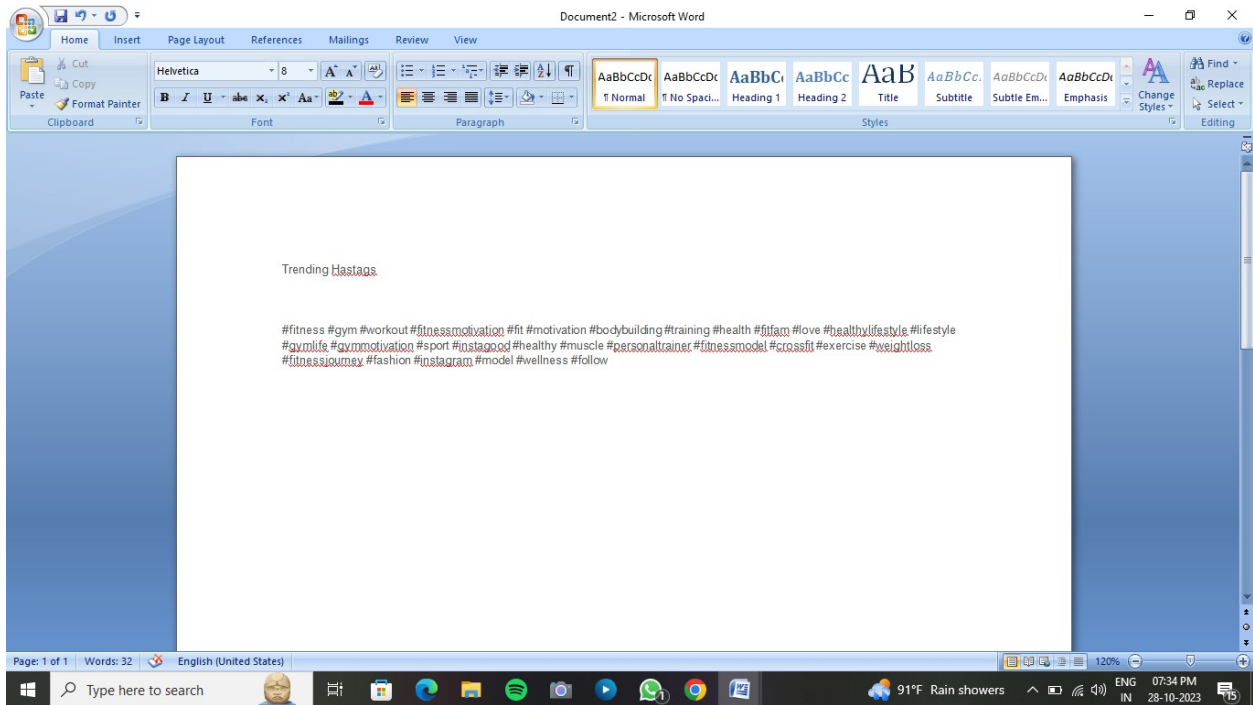 Document2 - Microsoft Word
Home Insert Page Layout References Mailings Review View
Cut
Copy
Format Painter
Paste
Clipboard
Helvetica 8
B I U abc X₂ X² Aa ab A
Font
Paragraph
AaBbCcDc AaBbCcDc AaBbC AaBbCc AaB AaBbCc. AaBbCcDc AaBbCcDc
¶ Normal ¶ No Spaci... Heading 1 Heading 2 Title Subtitle Subtle Em... Emphasis
Change
Styles
Styles
Find
Replace
Select
Editing
Trending Hastags
#fitness #gym #workout #fitnessmotivation #fit #motivation #bodybuilding #training #health #fitfam #love #healthylifestyle #lifestyle
#gymlife #gymmotivation #sport #instagood #healthy #muscle #personaltrainer #fitnessmodel #crossfit #exercise #weightloss
#fitnessjourney #fashion #instagram #model #wellness #follow
Page: 1 of 1 Words: 32 English (United States) 120%
Type here to search 91°F Rain showers ENG IN 07:34 PM 28-10-2023 15